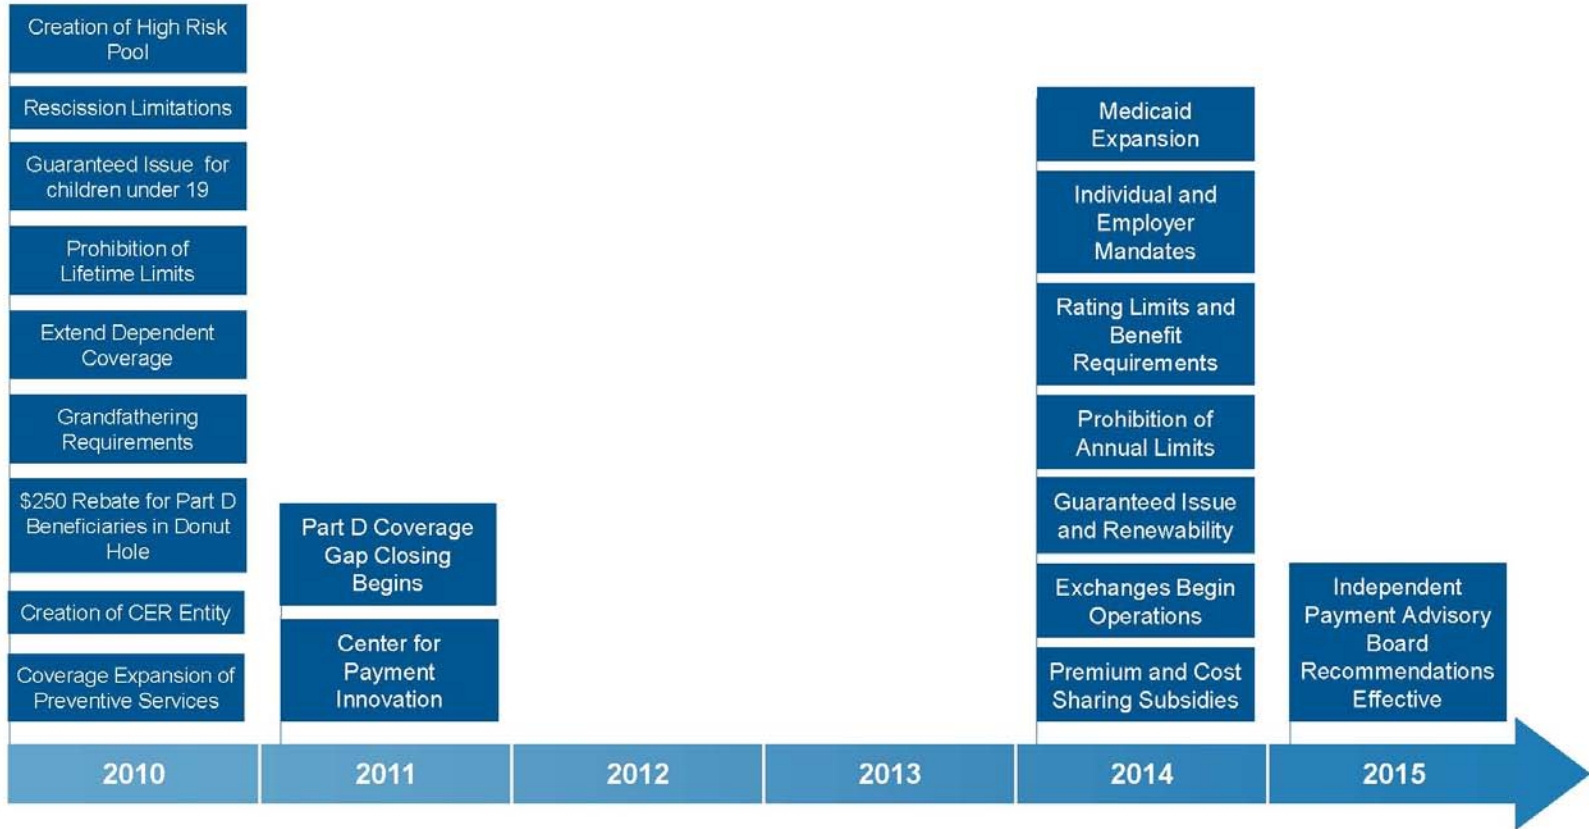 Creation of High Risk
Pool
Rescission Limitations
Guaranteed Issue for
children under 19
Prohibition of
Lifetime Limits
Extend Dependent
Coverage
Grandfathering
Requirements
$250 Rebate for Part D
Beneficiaries in Donut
Hole
Creation of CER Entity
Coverage Expansion of
Preventive Services
Part D Coverage
Gap Closing
Begins
Center for
Payment
Innovation
Medicaid
Expansion
Individual and
Employer
Mandates
Rating Limits and
Benefit
Requirements
Prohibition of
Annual Limits
Guaranteed Issue
and Renewability
Exchanges Begin
Operations
Premium and Cost
Sharing Subsidies
Independent
Payment Advisory
Board
Recommendations
Effective
2010
2011
2012
2013
2014
2015